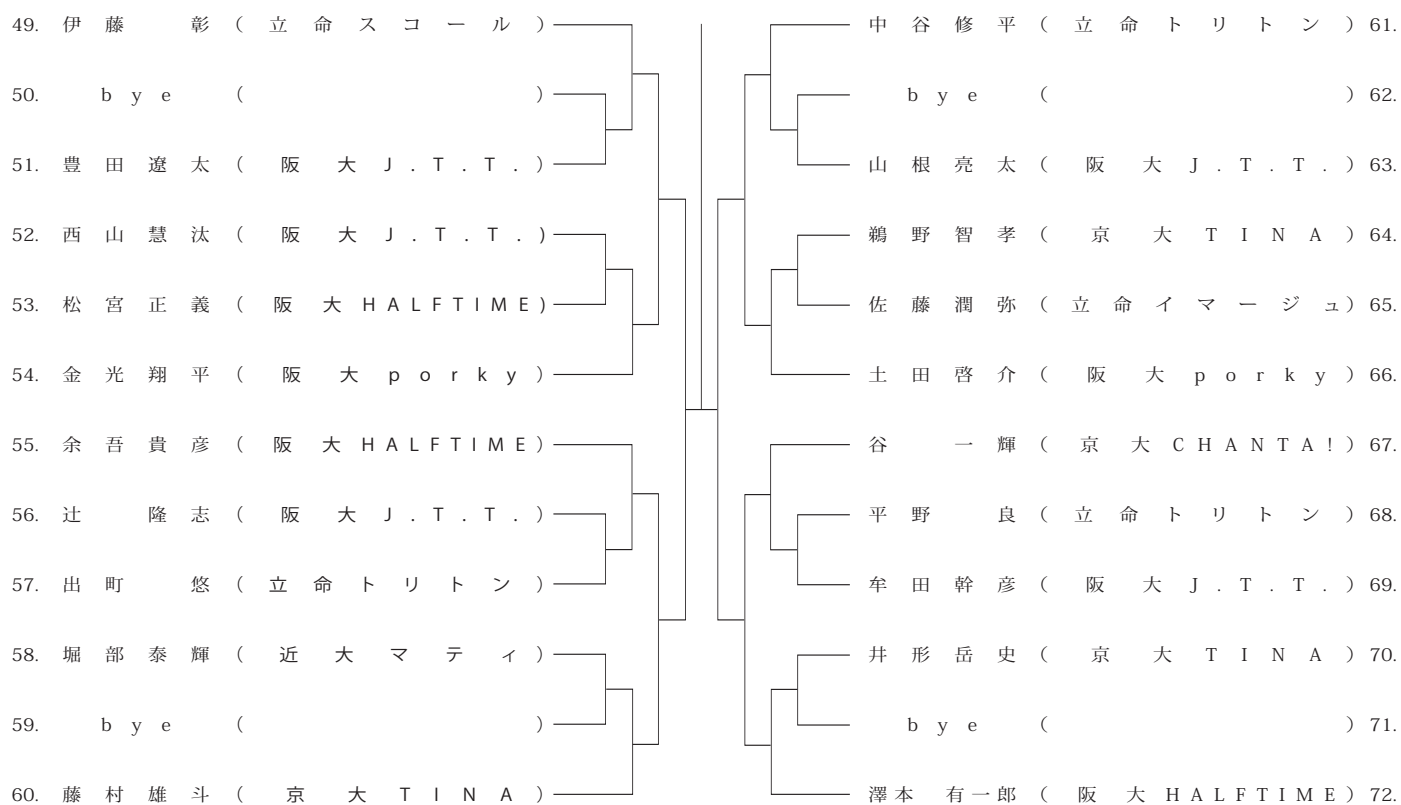 49. 伊藤 彰(立命スコール)
50. bye ( )
51. 豊田遼太(阪大J.T.T.)
52. 西山慧汰(阪大J.T.T.)
53. 松宮正義(阪大HALFTIME)
54. 金光翔平(阪大porky)
55. 余吾貴彦(阪大HALFTIME)
56. 辻 隆志(阪大J.T.T.)
57. 出町 悠(立命トリトン)
58. 堀部泰輝(近大マティ)
59. bye ( )
60. 藤村雄斗(京大TINA)
中谷修平(立命トリトン)61.
bye ( )62.
山根亮太(阪大J.T.T.)63.
鵜野智孝(京大TINA)64.
佐藤潤弥(立命イマージュ)65.
土田啓介(阪大porky)66.
谷 一輝(京大CHANTA!)67.
平野 良(立命トリトン)68.
牟田幹彦(阪大J.T.T.)69.
井形岳史(京大TINA)70.
bye ( )71.
澤本 有一郎(阪大HALFTIME)72.